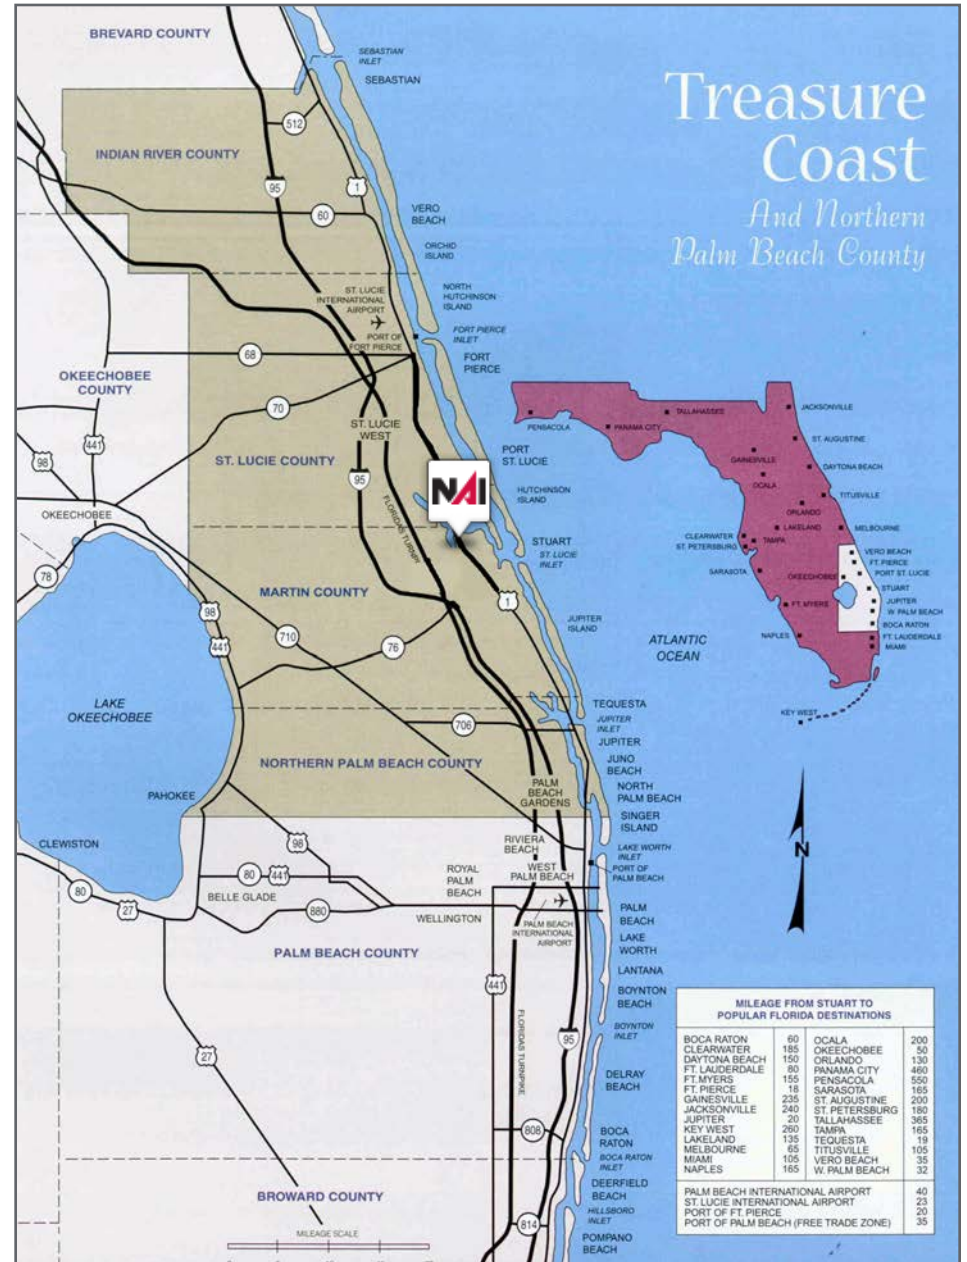 Treasure
Coast
And Northern
Palm Beach County
BREVARD COUNTY
SEBASTIAN
INLET
SEBASTIAN
512
INDIAN RIVER COUNTY
95
1
60
VERO
BEACH
ORCHID
ISLAND
ST. LUCIE
INTERNATIONAL
AIRPORT
NORTH
HUTCHINSON
ISLAND
PORT OF
FORT PIERCE
FORT PIERCE
INLET
68
FORT
PIERCE
OKEECHOBEE
COUNTY
70
ST. LUCIE
WEST
441
98
ST. LUCIE COUNTY
95
PORT
ST. LUCIE
NAI
HUTCHINSON
ISLAND
OKEECHOBEE
FLORIDAS TURNP
STUART
ST. LUCIE
INLET
78
MARTIN COUNTY
98
1
441
710
76
JUPITER
ISLAND
LAKE
OKEECHOBEE
TEQUESTA
706
JUPITER
INLET
JUPITER
NORTHERN PALM BEACH COUNTY
JUNO
BEACH
PAHOKEE
PALM
BEACH
GARDENS
NORTH
PALM BEACH
SINGER
ISLAND
CLEWISTON
98
RIVIERA
BEACH
LAKE WORTH
INLET
ROYAL
PALM
BEACH
WEST
PALM BEACH
PORT OF
PALM BEACH
80
27
80
441
BELLE GLADE
880
WELLINGTON
PALM BEACH
INTERNATIONAL
AIRPORT
PALM
BEACH
LAKE
WORTH
PALM BEACH COUNTY
LANTANA
441
BOYNTON
BEACH
27
FLORIDAS TURNPIKE
95
BOYNTON
INLET
DELRAY
BEACH
808
BOCA
RATON
BOCA RATON
INLET
BROWARD COUNTY
DEERFIELD
BEACH
HILLSBORO
INLET
814
MILEAGE SCALE
POMPANO
BEACH
ATLANTIC
OCEAN
PENSACOLA
PANAMA CITY
TALLAHASSEE
JACKSONVILLE
ST. AUGUSTINE
GAINESVILLE
DAYTONA BEACH
OCALA
TITUSVILLE
ORLANDO
LAKELAND
MELBOURNE
CLEARWATER
TAMPA
ST. PETERSBURG
VERO BEACH
FT. PIERCE
SARASOTA
OKEECHOBEE
PORT ST. LUCIE
STUART
FT. MYERS
JUPITER
W. PALM BEACH
NAPLES
BOCA RATON
FT. LAUDERDALE
MIAMI
KEY WEST
N
MILEAGE FROM STUART TO
POPULAR FLORIDA DESTINATIONS
BOCA RATON 60 OCALA 200
CLEARWATER 185 OKEECHOBEE 50
DAYTONA BEACH 150 ORLANDO 130
FT. LAUDERDALE 80 PANAMA CITY 460
FT.MYERS 155 PENSACOLA 550
FT. PIERCE 18 SARASOTA 165
GAINESVILLE 235 ST. AUGUSTINE 200
JACKSONVILLE 240 ST. PETERSBURG 180
JUPITER 20 TALLAHASSEE 365
KEY WEST 260 TAMPA 165
LAKELAND 135 TEQUESTA 19
MELBOURNE 65 TITUSVILLE 105
MIAMI 105 VERO BEACH 35
NAPLES 165 W. PALM BEACH 32
PALM BEACH INTERNATIONAL AIRPORT 40
ST. LUCIE INTERNATIONAL AIRPORT 23
PORT OF FT. PIERCE 20
PORT OF PALM BEACH (FREE TRADE ZONE) 35